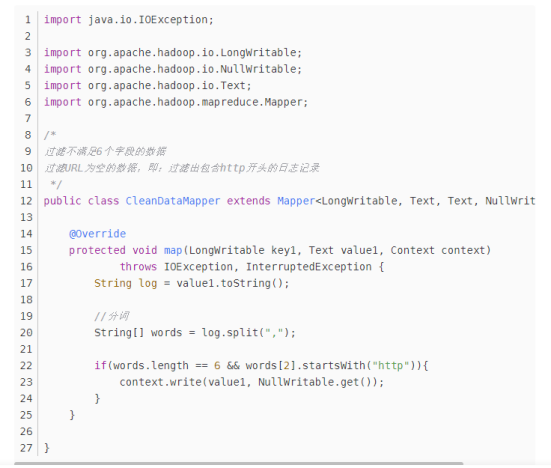 1 import java.io.IOException;
2
3 import org.apache.hadoop.io.LongWritable;
4 import org.apache.hadoop.io.NullWritable;
5 import org.apache.hadoop.io.Text;
6 import org.apache.hadoop.mapreduce.Mapper;
7
8 /*
9 过滤不满足6个字段的数据
10 过滤URL为空的数据，即：过滤出包含http开头的日志记录
11  */
12 public class CleanDataMapper extends Mapper<LongWritable, Text, Text, NullWrit
13
14     @Override
15     protected void map(LongWritable key1, Text value1, Context context)
16             throws IOException, InterruptedException {
17         String log = value1.toString();
18
19         //分词
20         String[] words = log.split(",");
21
22         if(words.length == 6 && words[2].startsWith("http")){
23             context.write(value1, NullWritable.get());
24         }
25     }
26
27 }